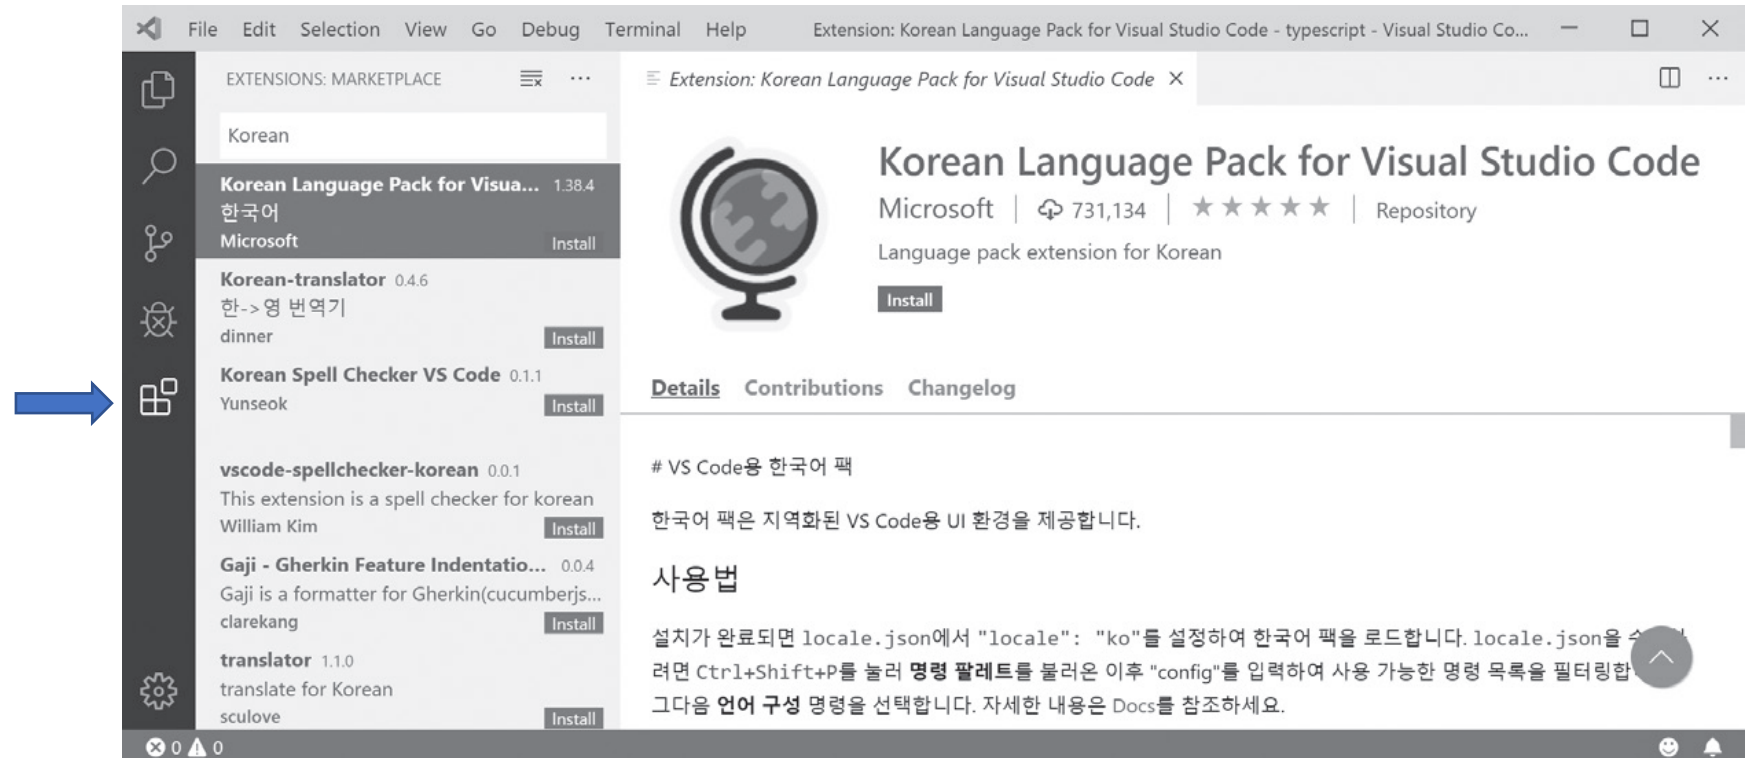 File Edit Selection View Go Debug Terminal Help Extension: Korean Language Pack for Visual Studio Code - typescript - Visual Studio Co...
EXTENSIONS: MARKETPLACE
Korean
Korean Language Pack for Visua... 1.38.4
한국어
Microsoft Install
Korean-translator 0.4.6
한->영 번역기
dinner Install
Korean Spell Checker VS Code 0.1.1
Yunseok Install
vscode-spellchecker-korean 0.0.1
This extension is a spell checker for korean
William Kim Install
Gaji - Gherkin Feature Indentatio... 0.0.4
Gaji is a formatter for Gherkin(cucumberjs...
clarekang Install
translator 1.1.0
translate for Korean
sculove Install
Extension: Korean Language Pack for Visual Studio Code
Korean Language Pack for Visual Studio Code
Microsoft 731,134 Repository
Language pack extension for Korean
Install
Details Contributions Changelog
# VS Code용 한국어 팩
한국어 팩은 지역화된 VS Code용 UI 환경을 제공합니다.
사용법
설치가 완료되면 locale.json에서 "locale": "ko"를 설정하여 한국어 팩을 로드합니다. locale.json을
려면 Ctrl+Shift+P를 눌러 명령 팔레트를 불러온 이후 "config"를 입력하여 사용 가능한 명령 목록을 필터링합
그다음 언어 구성 명령을 선택합니다. 자세한 내용은 Docs를 참조하세요.
0 0